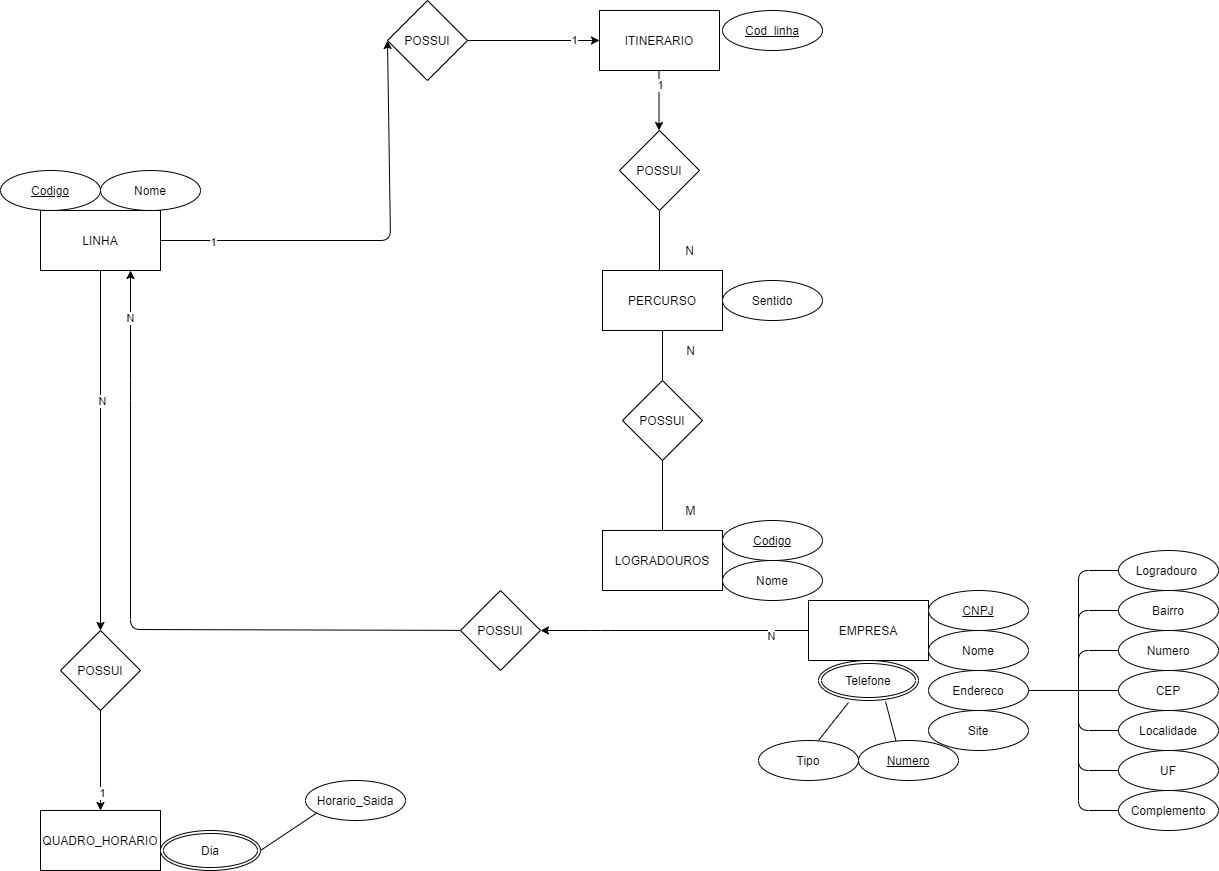 POSSUI
1
ITINERARIO
Cod_linha
1
POSSUI
Codigo
Nome
LINHA
1
N
PERCURSO
Sentido
N
N
N
POSSUI
M
Codigo
LOGRADOUROS
Nome
Logradouro
CNPJ
Bairro
POSSUI
N
EMPRESA
Nome
Numero
POSSUI
Telefone
Endereco
CEP
Site
Localidade
Tipo
Numero
UF
1
Horario_Saida
Complemento
QUADRO_HORARIO
Dia